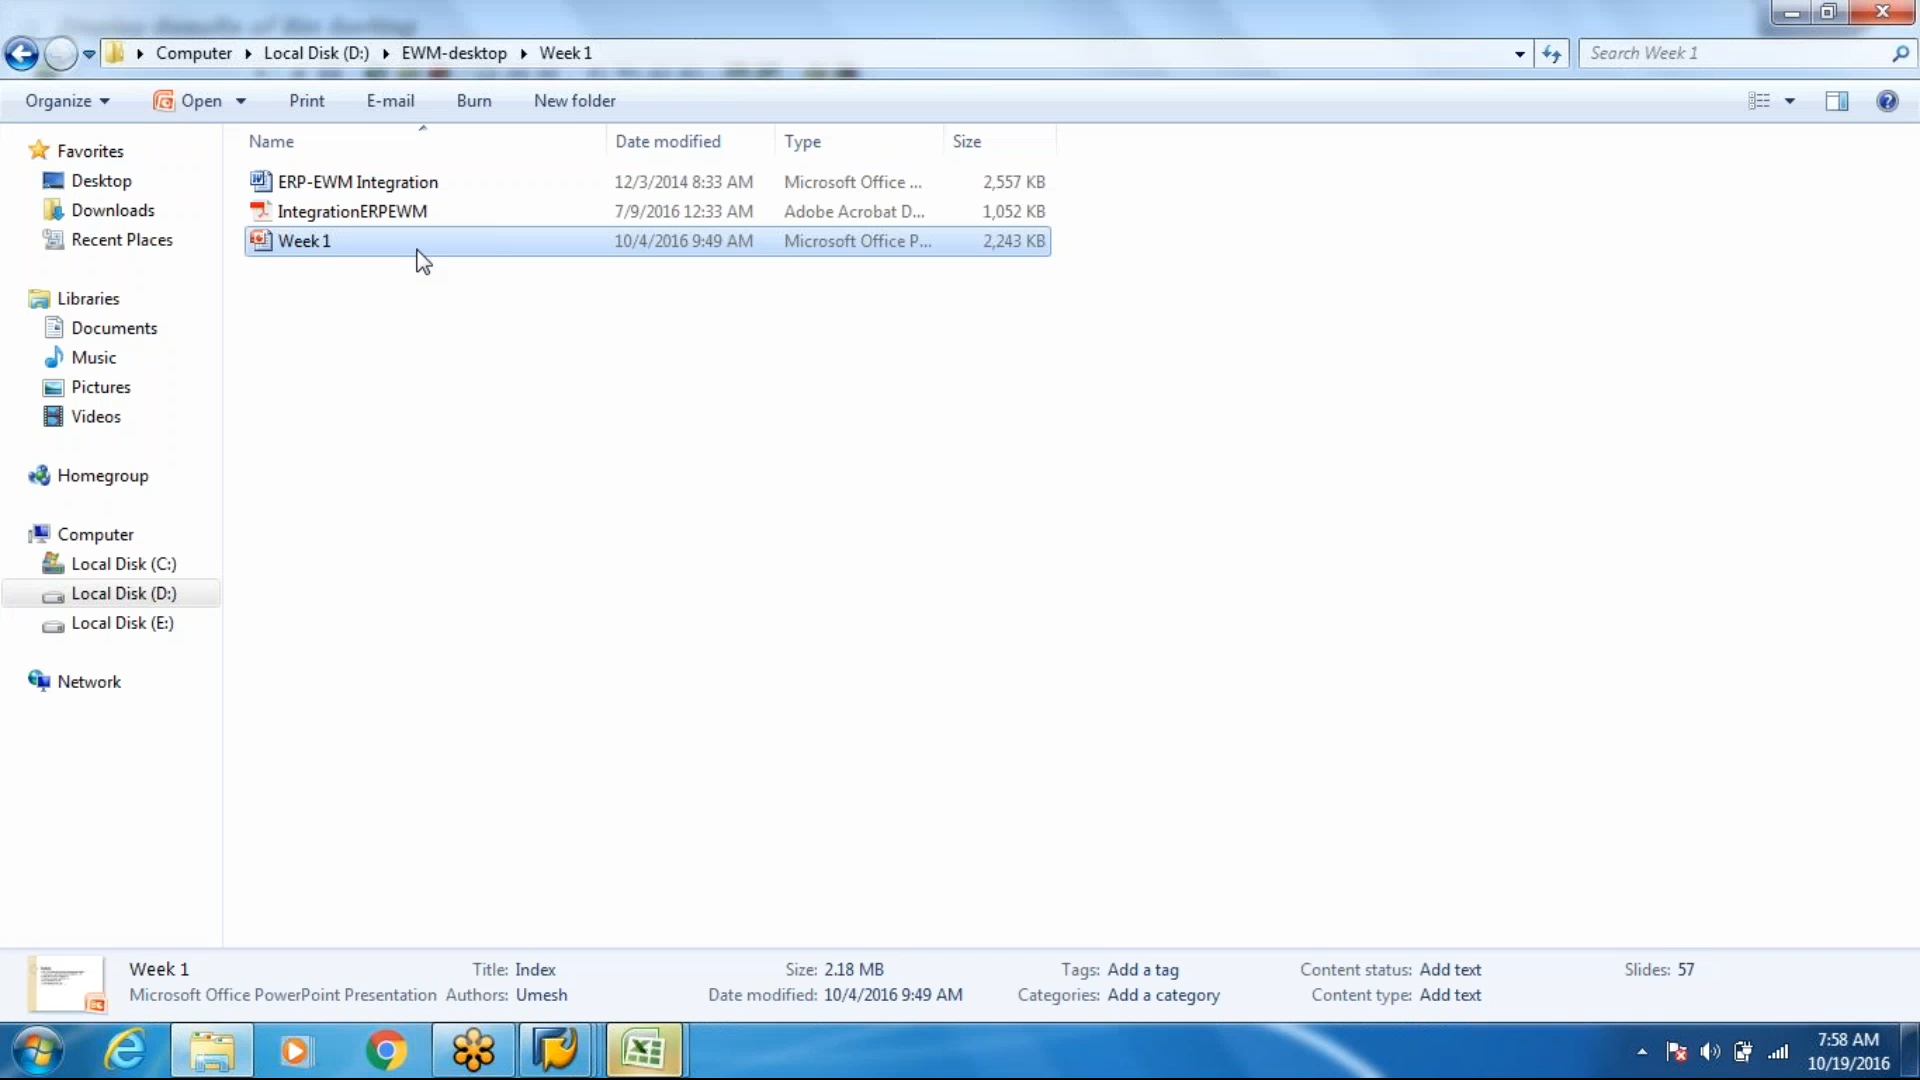 Computer Local Disk (D:) EWM-desktop Week 1 Search Week 1
Organize Open Print E-mail Burn New folder
Name Date modified Type Size
ERP-EWM Integration 12/3/2014 8:33 AM Microsoft Office ... 2,557 KB
IntegrationERPEWM 7/9/2016 12:33 AM Adobe Acrobat D... 1,052 KB
Week 1 10/4/2016 9:49 AM Microsoft Office P... 2,243 KB
Favorites
Desktop
Downloads
Recent Places
Libraries
Documents
Music
Pictures
Videos
Homegroup
Computer
Local Disk (C:)
Local Disk (D:)
Local Disk (E:)
Network
Week 1 Title: Index Size: 2.18 MB Tags: Add a tag Content status: Add text Slides: 57
Microsoft Office PowerPoint Presentation Authors: Umesh Date modified: 10/4/2016 9:49 AM Categories: Add a category Content type: Add text
7:58 AM
10/19/2016